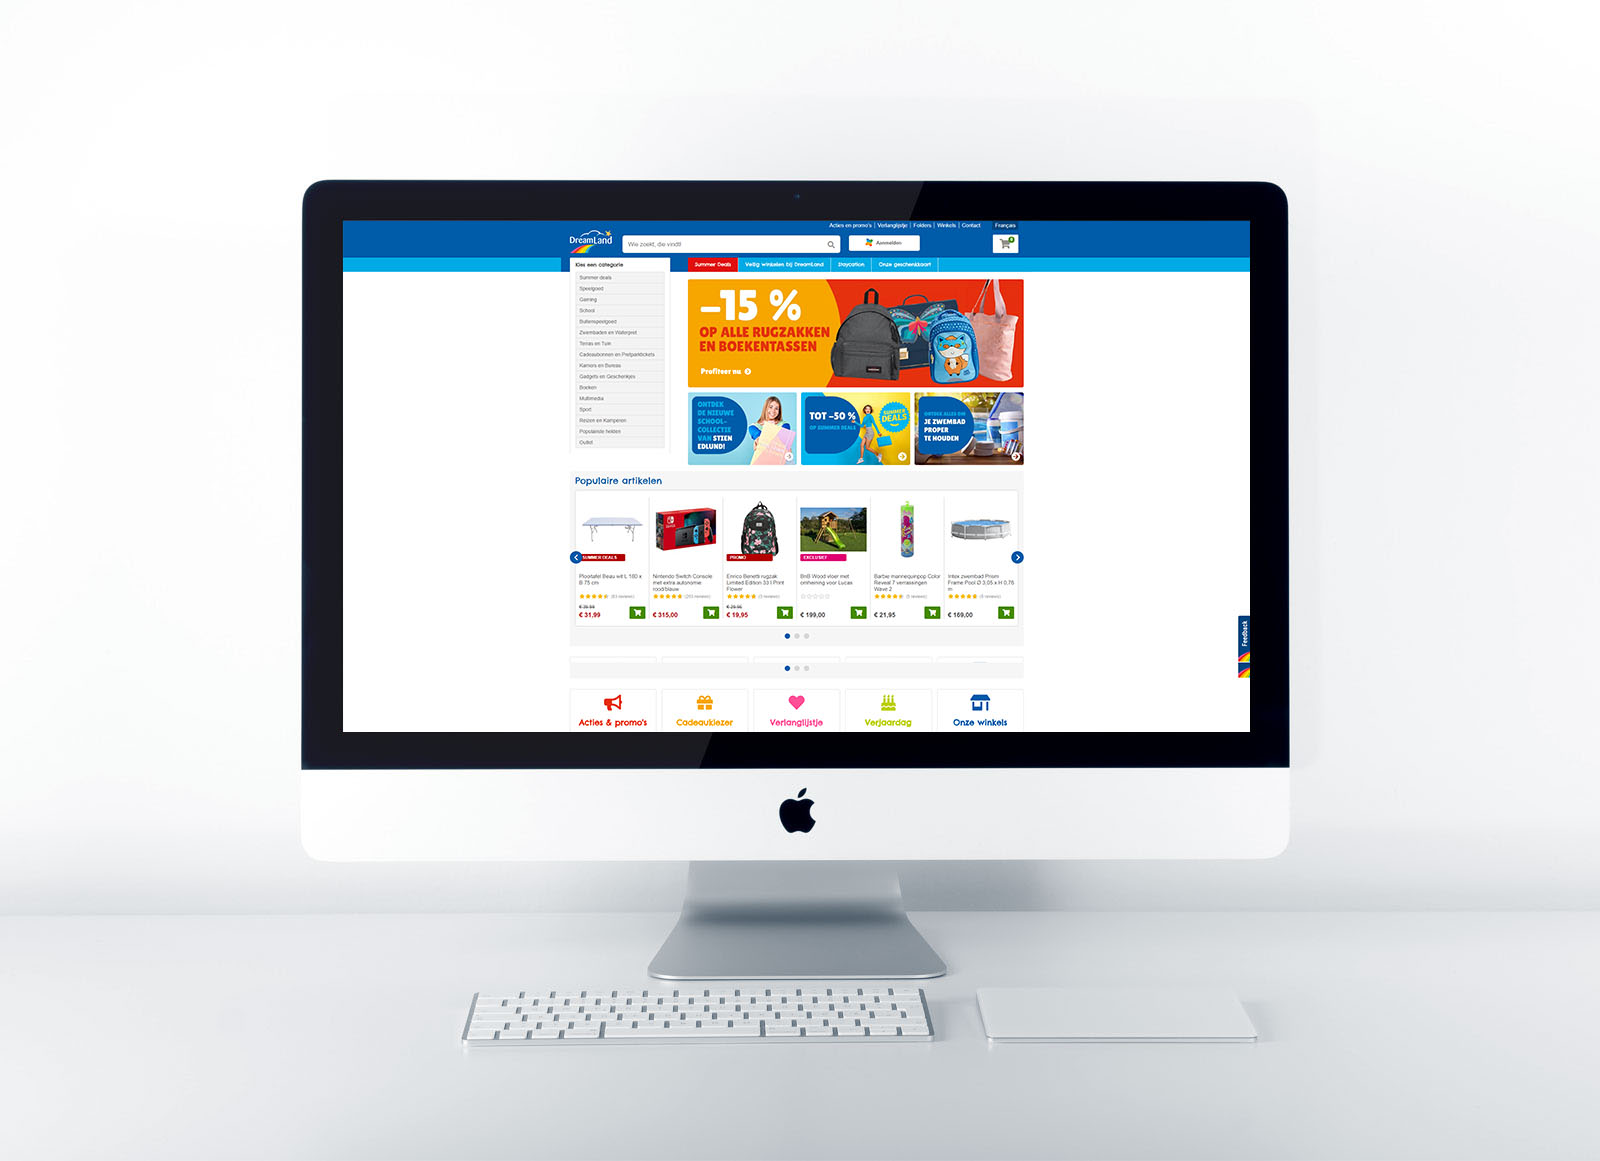 Acties en promo's | Verlanglijstje | Folders | Winkels | Contact
Français
DreamLand
Wie zoekt, die vindt!
Aanmelden
0
Kies een categorie
Summer Deals
Veilig winkelen bij DreamLand
Staycation
Onze geschenkkaart
Summer deals
Speelgoed
Gaming
School
Buitenspeelgoed
Zwembaden en Waterpret
Terras en Tuin
Cadeaubonnen en Pretparktickets
Kamers en Bureau
Gadgets en Geschenkjes
Boeken
Multimedia
Sport
Reizen en Kamperen
Populairste helden
Outlet
–15 %
OP ALLE RUGZAKKEN
EN BOEKENTASSEN
Profiteer nu
ONTDEK
DE NIEUWE
SCHOOL-
COLLECTIE
VAN STIEN
EDLUND!
TOT –50 %
OP SUMMER DEALS
SUMMER
DEALS
ONTDEK ALLES OM
JE ZWEMBAD
PROPER
TE HOUDEN
Populaire artikelen
SUMMER DEALS
Plooitafel Beau wit L 180 x
B 75 cm
(83 reviews)
€ 39,99
€ 31,99
Nintendo Switch Console
met extra autonomie
rood/blauw
(253 reviews)
€ 315,00
PROMO
Enrico Benetti rugzak
Limited Edition 33 l Print
Flower
(3 reviews)
€ 19,95
EXCLUSIEF
BnB Wood vloer met
omheining voor Lucas
€ 199,00
Barbie mannequinpop Color
Reveal 7 verrassingen
Wave 2
(5 reviews)
€ 21,95
Intex zwembad Prism
Frame Pool Ø 3,05 x H 0,76
m
(8 reviews)
€ 169,00
Feedback
Acties & promo's
Cadeaukiezer
Verlanglijstje
Verjaardag
Onze winkels